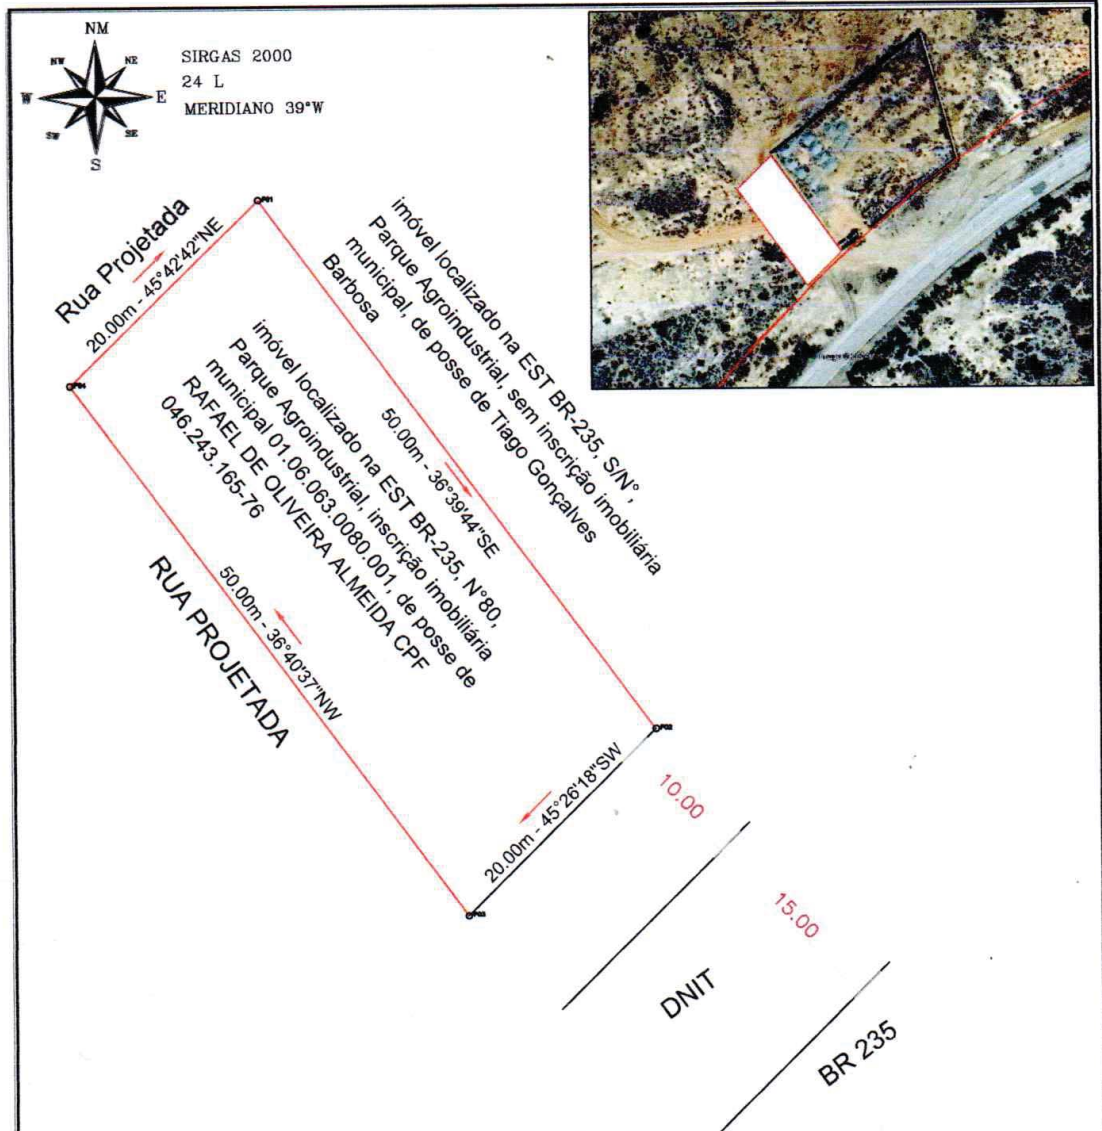 NM
NW
NE
W
E
SW
SE
S
SIRGAS 2000
24 L
MERIDIANO 39°W
Rua Projetada
20.00m - 45°42'42"NE
P01
P04
imóvel localizado na EST BR-235, S/N°,
Parque Agroindustrial, sem inscrição imobiliária
municipal, de posse de Tiago Gonçalves
Barbosa
50.00m - 36°39'44"SE
imóvel localizado na EST BR-235, N°80,
Parque Agroindustrial, inscrição imobiliária
municipal 01.06.063.0080.001, de posse de
RAFAEL DE OLIVEIRA ALMEIDA CPF
046.243.165-76
50.00m - 36°40'37"NW
RUA PROJETADA
P02
20.00m - 45°26'18"SW
P03
10.00
15.00
DNIT
BR 235